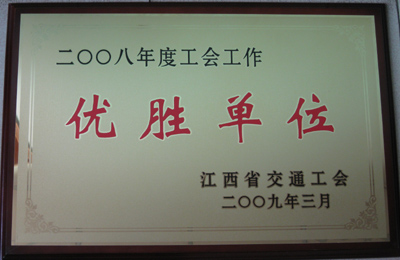 二〇〇八年度工会工作
优胜单位
江西省交通工会
二〇〇九年三月